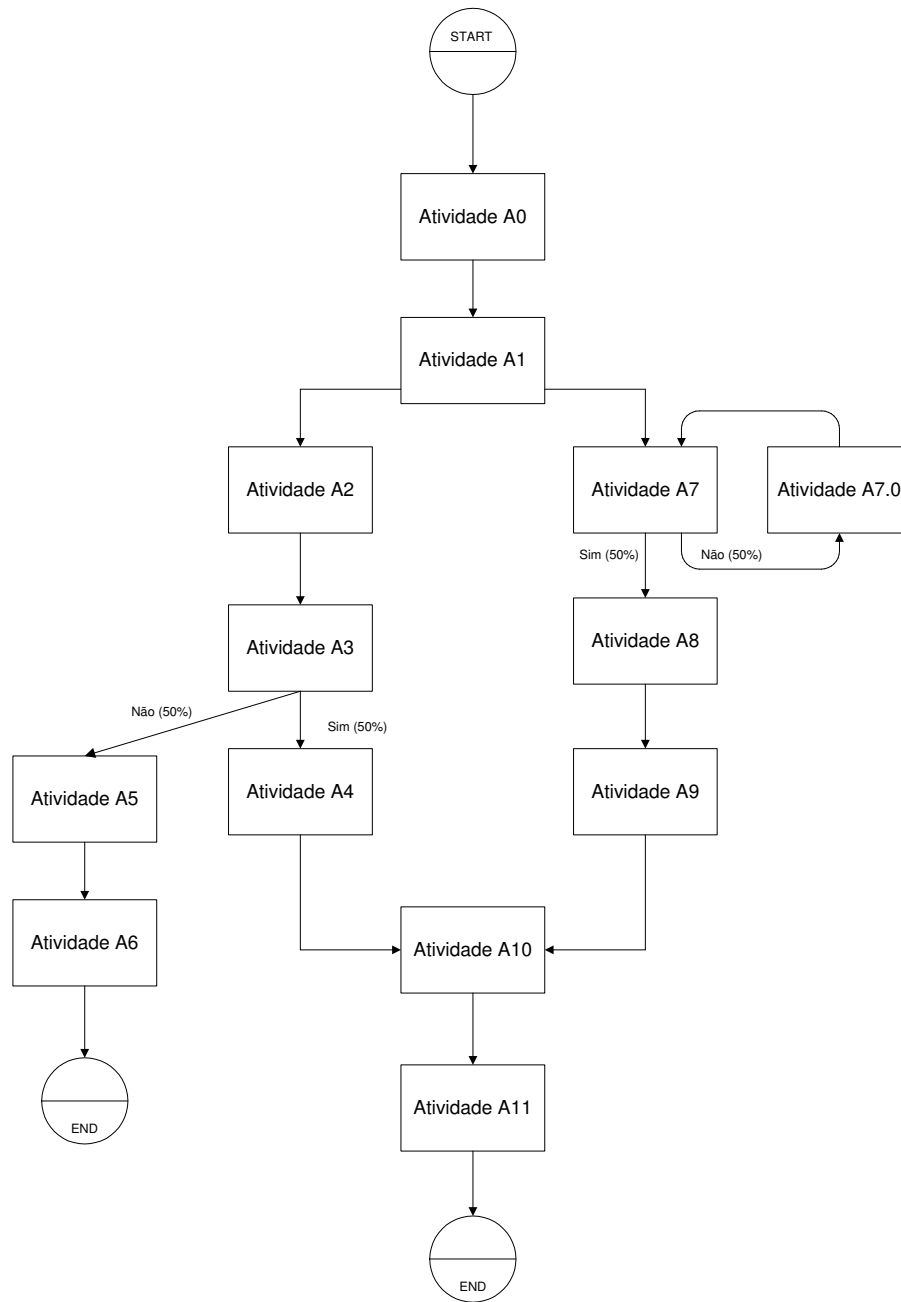 START
Atividade A0
Atividade A1
Atividade A2
Atividade A7
Atividade A7.0
Sim (50%)
Não (50%)
Atividade A3
Atividade A8
Não (50%)
Sim (50%)
Atividade A5
Atividade A4
Atividade A9
Atividade A6
Atividade A10
Atividade A11
END
END